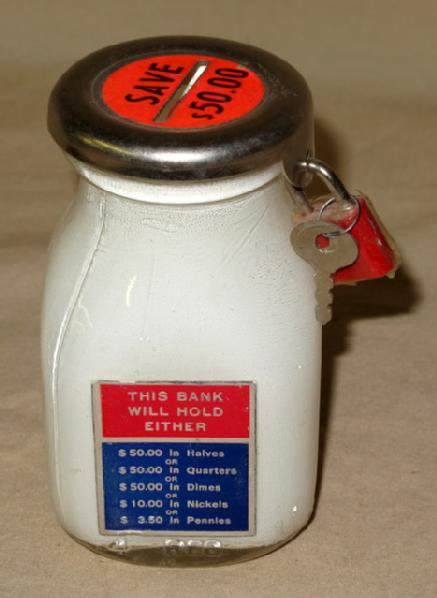 SAVE
$50.00
THIS BANK
WILL HOLD
EITHER
$50.00 In Halves
OR
$50.00 In Quarters
OR
$50.00 In Dimes
OR
$10.00 In Nickels
OR
$ 3.50 In Pennies